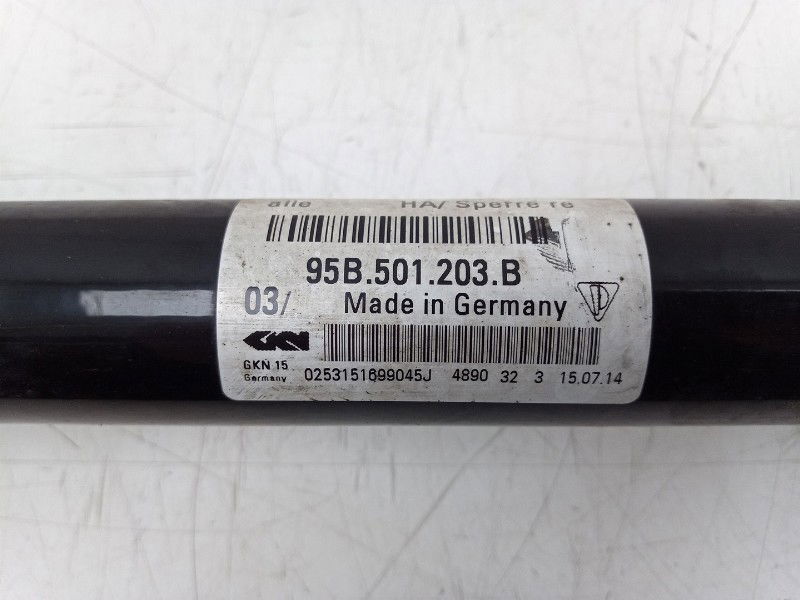 alle HA/ Sperre re
95B.501.203.B
03/ Made in Germany
GKN
GKN 15
Germany
0253151699045J 4890 32 3 15.07.14